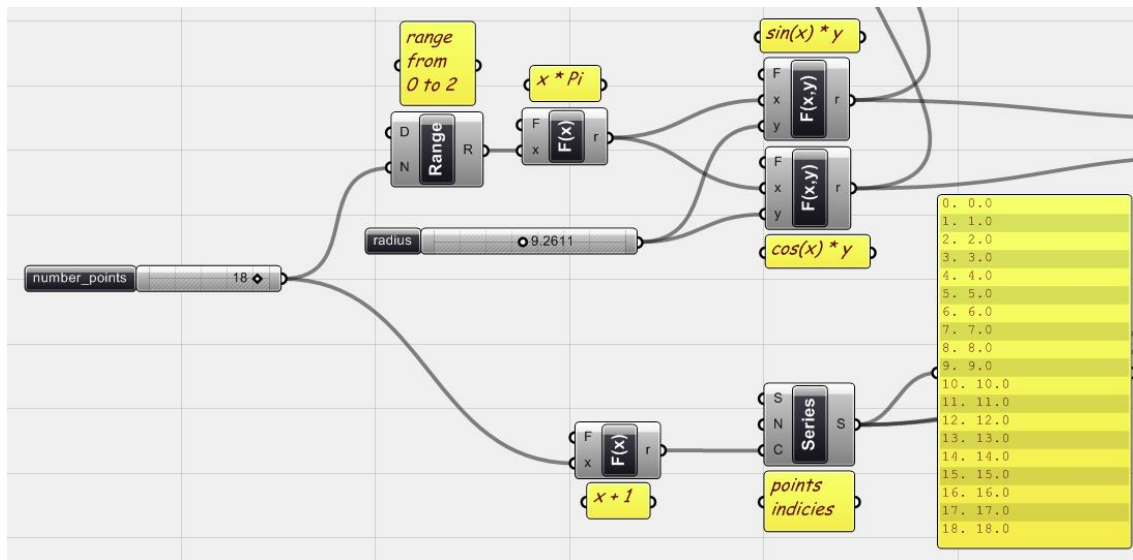 range
from
0 to 2
x * Pi
sin(x) * y
D
N
Range
R
F
x
F(x)
r
F
x
y
F(x,y)
r
F
x
y
F(x,y)
r
cos(x) * y
radius
9.2611
number_points
18
F
x
F(x)
r
x + 1
S
N
C
Series
S
points
indicies
0. 0.0
1. 1.0
2. 2.0
3. 3.0
4. 4.0
5. 5.0
6. 6.0
7. 7.0
8. 8.0
9. 9.0
10. 10.0
11. 11.0
12. 12.0
13. 13.0
14. 14.0
15. 15.0
16. 16.0
17. 17.0
18. 18.0